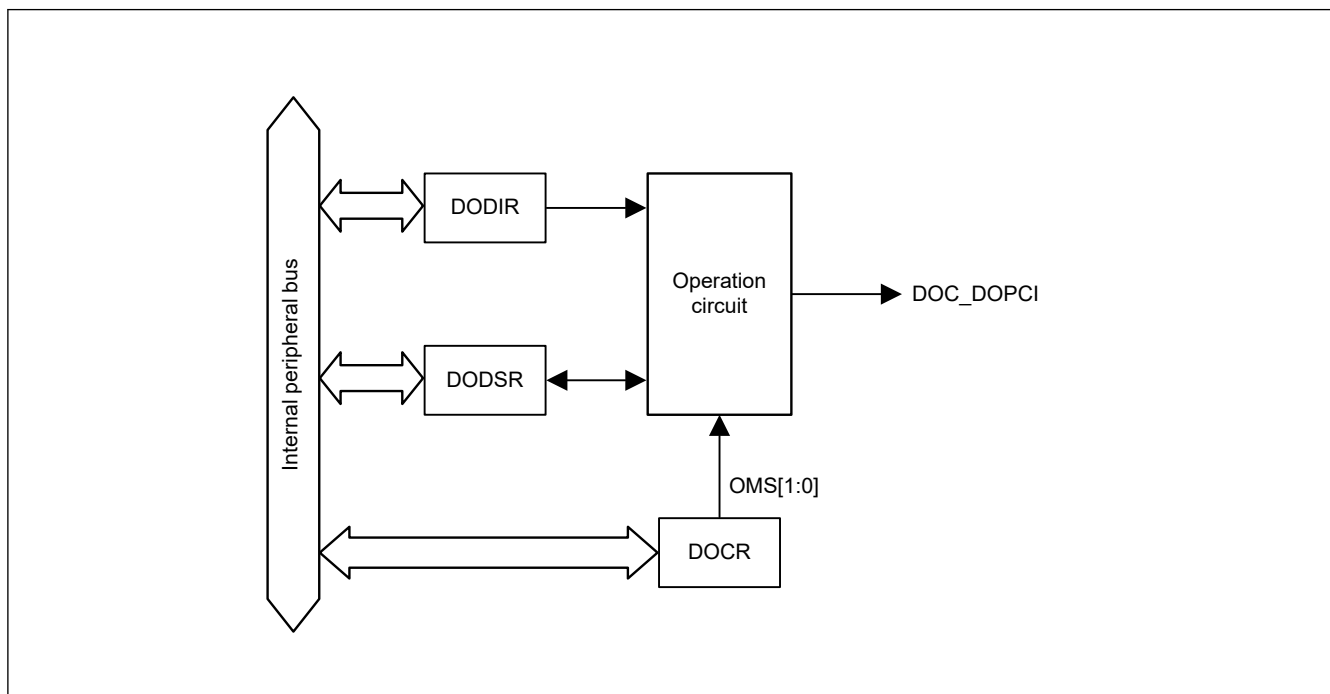 Internal peripheral bus
DODIR
DODSR
Operation
circuit
DOC_DOPCI
OMS[1:0]
DOCR